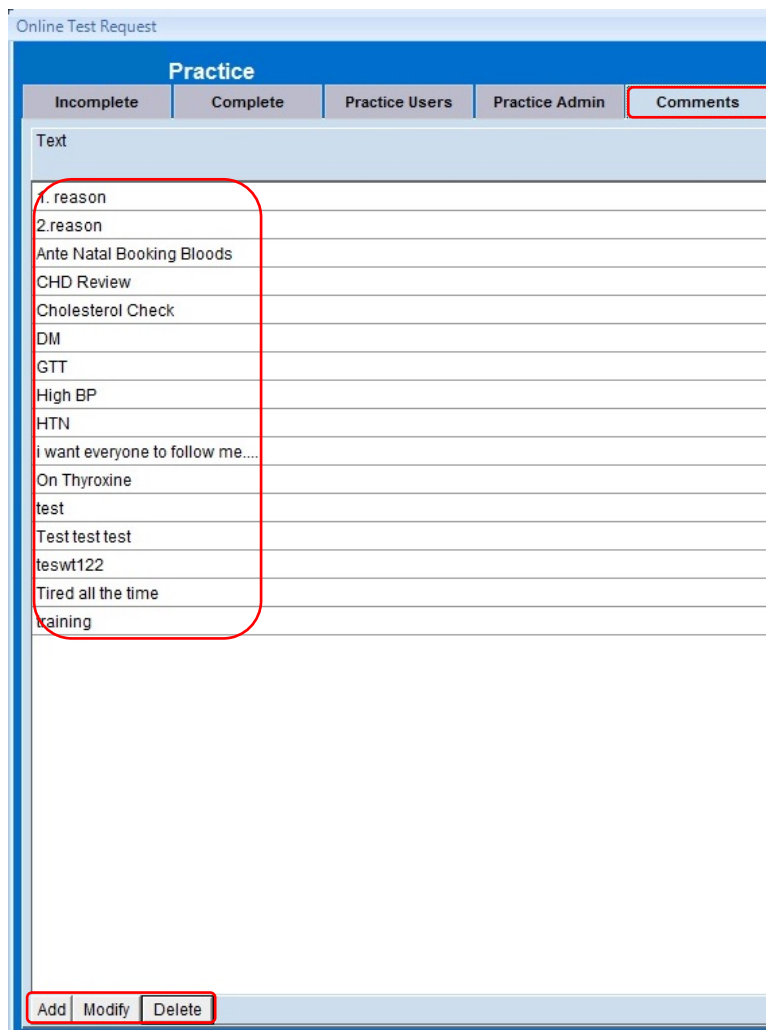 Online Test Request
Practice
Incomplete Complete Practice Users Practice Admin Comments
Text
1. reason
2.reason
Ante Natal Booking Bloods
CHD Review
Cholesterol Check
DM
GTT
High BP
HTN
i want everyone to follow me....
On Thyroxine
test
Test test test
teswt122
Tired all the time
training
Add Modify Delete